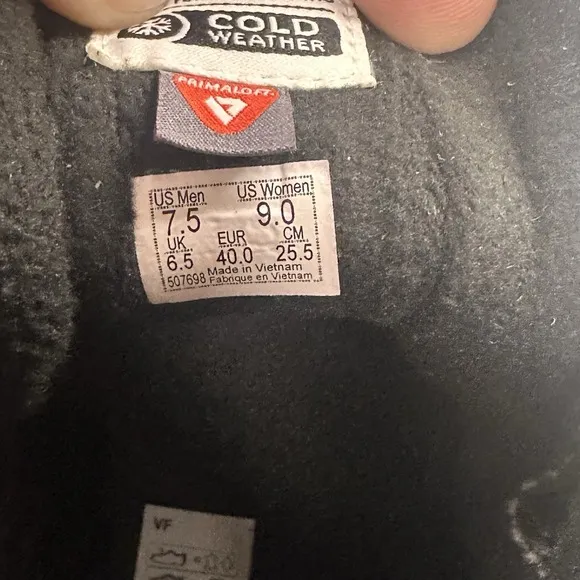 COLD
WEATHER
PRIMALOFT
US Men US Women
7.5 9.0
UK EUR CM
6.5 40.0 25.5
Made in Vietnam
507698 Fabrique en Vietnam
VF